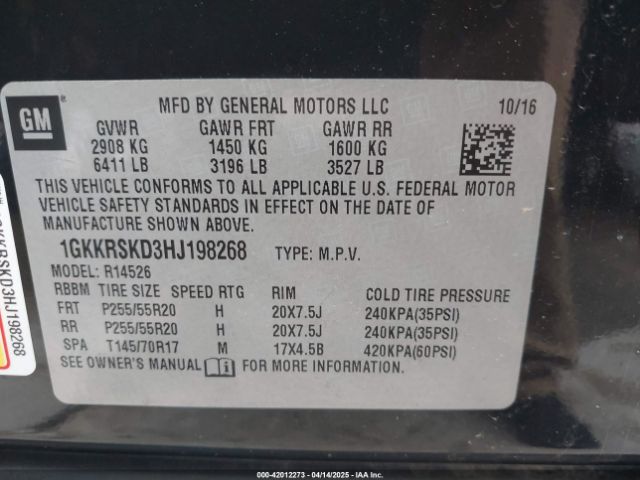 GM
MFD BY GENERAL MOTORS LLC 10/16
GVWR GAWR FRT GAWR RR
2908 KG 1450 KG 1600 KG
6411 LB 3196 LB 3527 LB
THIS VEHICLE CONFORMS TO ALL APPLICABLE U.S. FEDERAL MOTOR
VEHICLE SAFETY STANDARDS IN EFFECT ON THE DATE OF
MANUFACTURE SHOWN ABOVE.
1GKKRSKD3HJ198268 TYPE: M.P.V.
MODEL: R14526
RBBM TIRE SIZE SPEED RTG RIM COLD TIRE PRESSURE
FRT P255/55R20 H 20X7.5J 240KPA(35PSI)
RR P255/55R20 H 20X7.5J 240KPA(35PSI)
SPA T145/70R17 M 17X4.5B 420KPA(60PSI)
SEE OWNER'S MANUAL FOR MORE INFORMATION
GKKRSKD3HJ198268
© 000-42012273 - 04/14/2025 - IAA, Inc.